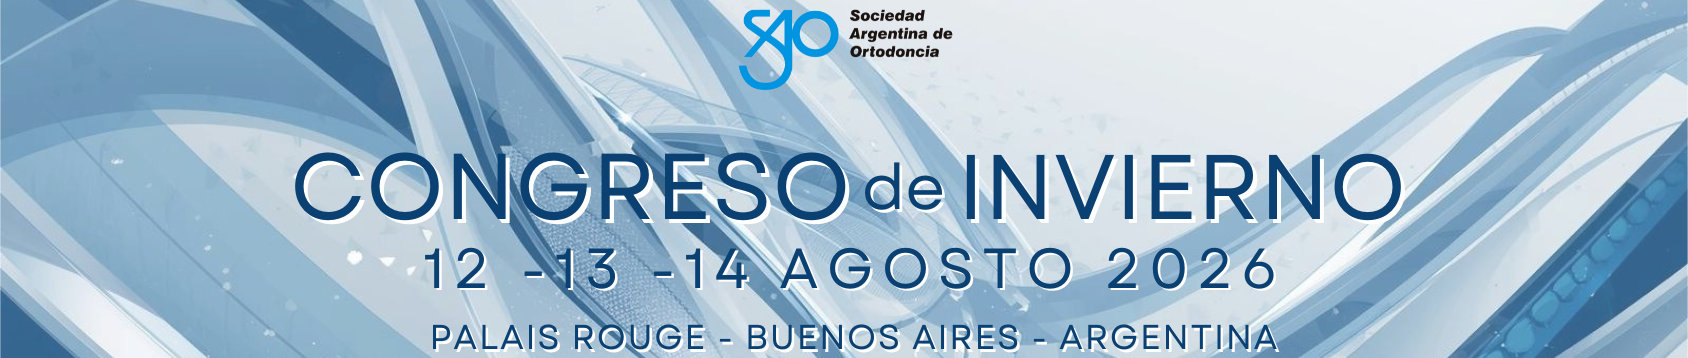 sao
Sociedad
Argentina de
Ortodoncia
CONGRESO de INVIERNO
12 -13 -14 AGOSTO 2026
PALAIS ROUGE - BUENOS AIRES - ARGENTINA